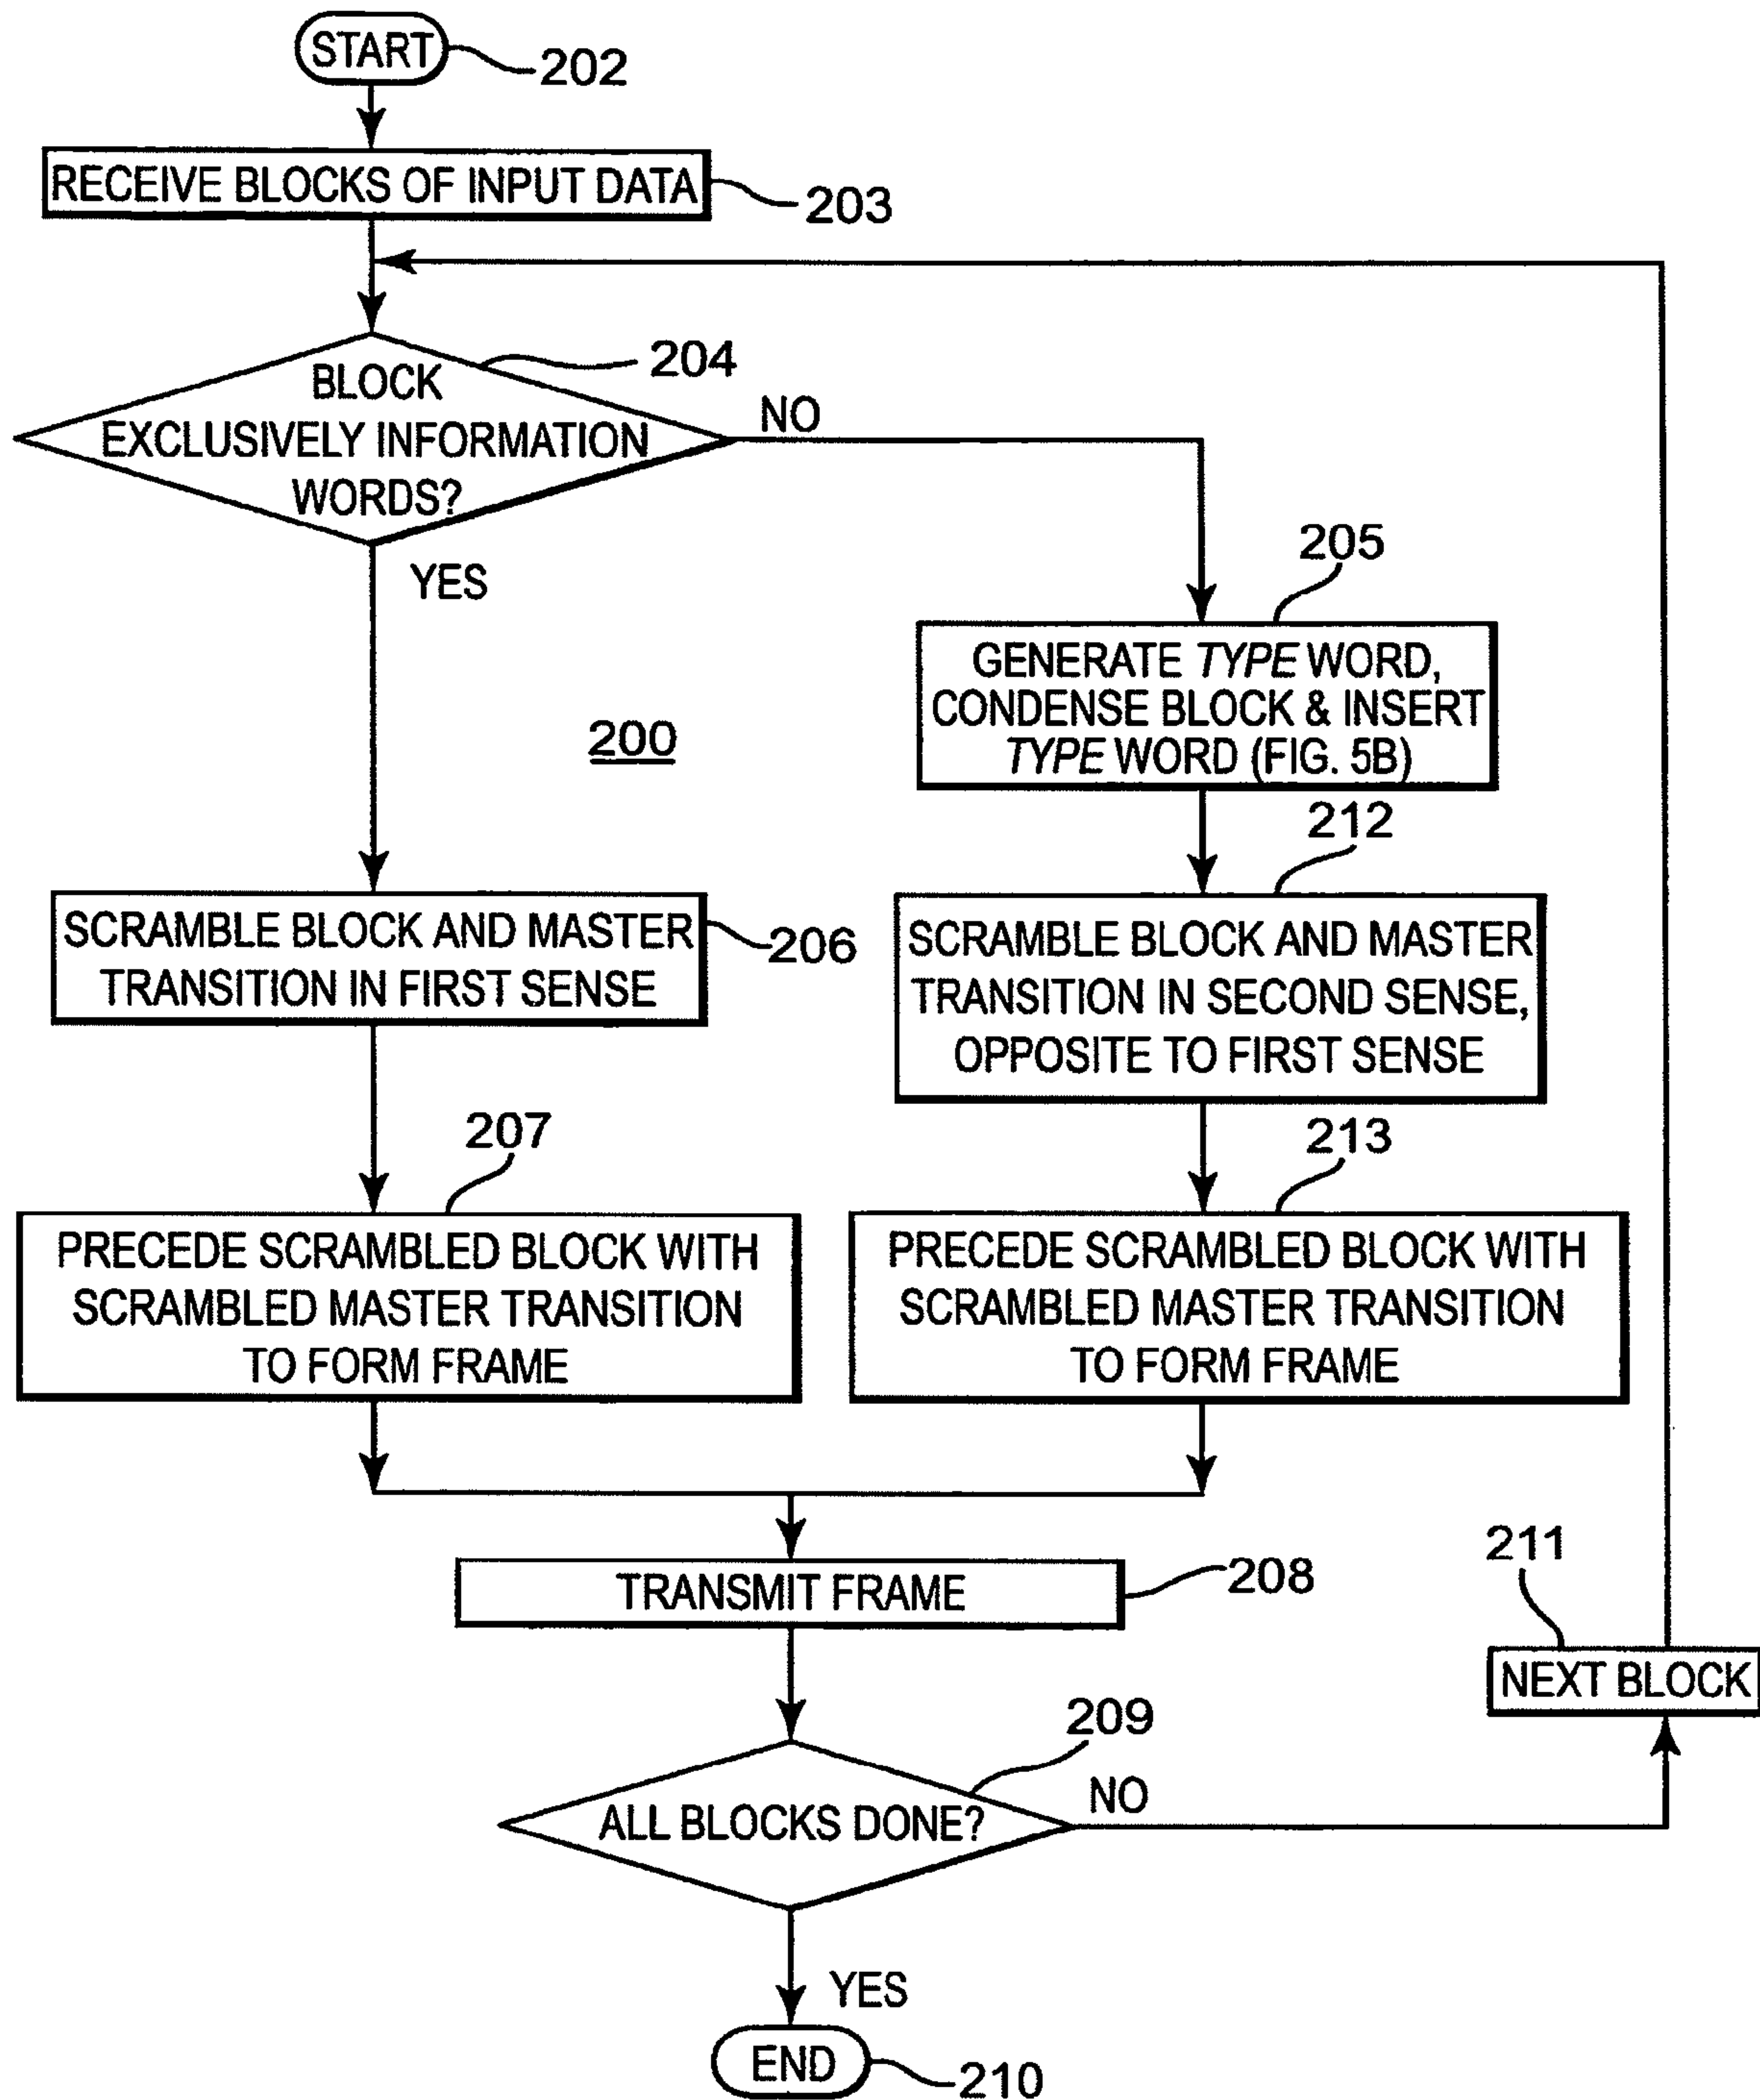 START
202
RECEIVE BLOCKS OF INPUT DATA
203
204
BLOCK
EXCLUSIVELY INFORMATION
WORDS?
NO
YES
205
GENERATE TYPE WORD,
CONDENSE BLOCK & INSERT
TYPE WORD (FIG. 5B)
200
212
SCRAMBLE BLOCK AND MASTER
TRANSITION IN FIRST SENSE
206
SCRAMBLE BLOCK AND MASTER
TRANSITION IN SECOND SENSE,
OPPOSITE TO FIRST SENSE
207
213
PRECEDE SCRAMBLED BLOCK WITH
SCRAMBLED MASTER TRANSITION
TO FORM FRAME
PRECEDE SCRAMBLED BLOCK WITH
SCRAMBLED MASTER TRANSITION
TO FORM FRAME
TRANSMIT FRAME
208
211
NEXT BLOCK
209
ALL BLOCKS DONE?
NO
YES
END
210